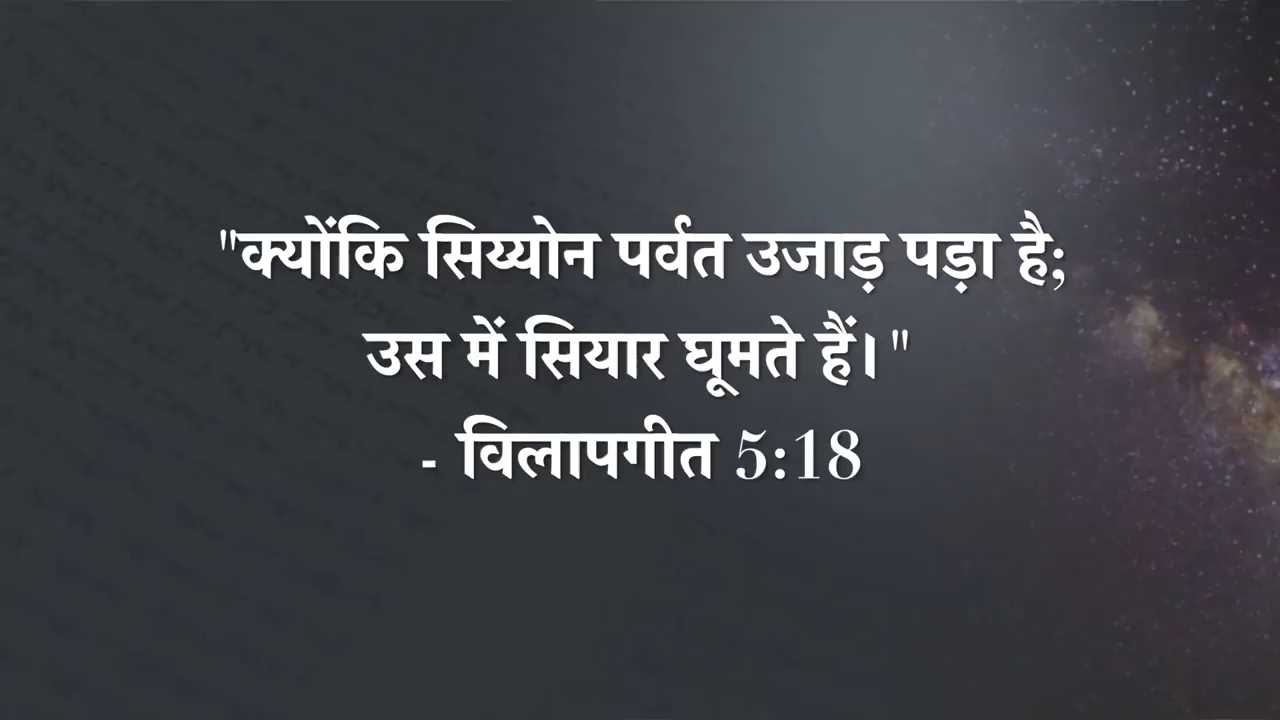 "क्योंकि सिय्योन पर्वत उजाड़ पड़ा है;
उस में सियार घूमते हैं।"
- विलापगीत 5:18